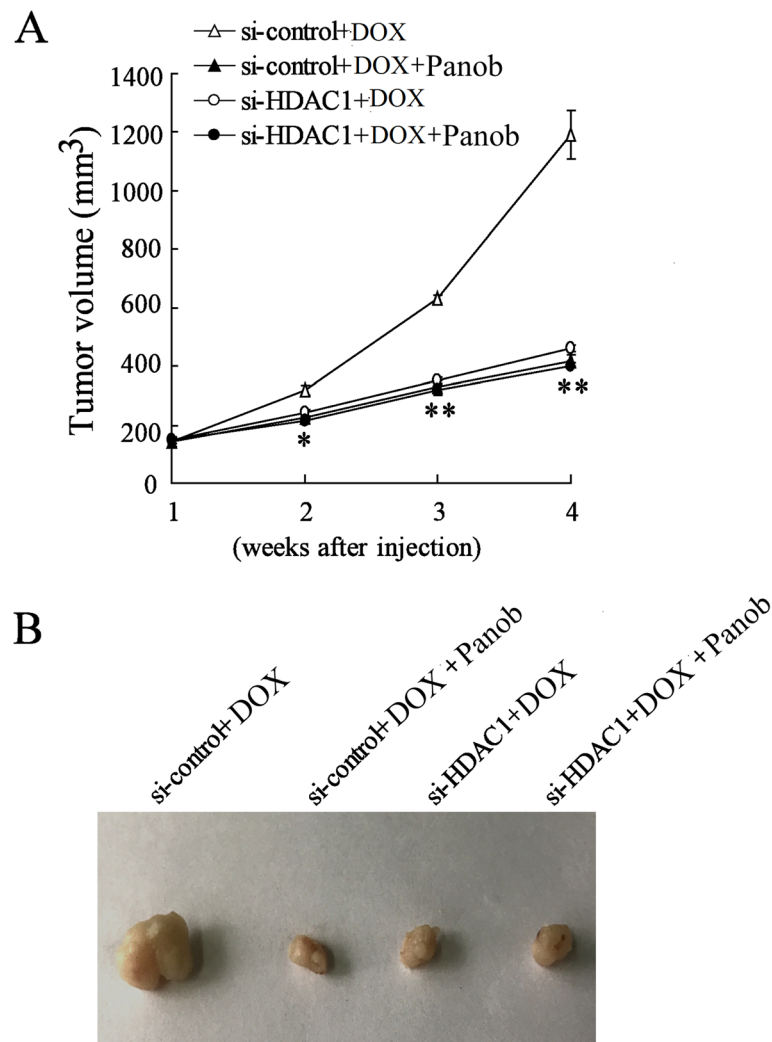 A
si-control+DOX
si-control+DOX+Panob
si-HDAC1+DOX
si-HDAC1+DOX+Panob
Tumor volume (mm³)
1400
1200
1000
800
600
400
200
0
*
**
**
1 2 3 4
(weeks after injection)
B
si-control+DOX
si-control+DOX+Panob
si-HDAC1+DOX
si-HDAC1+DOX+Panob